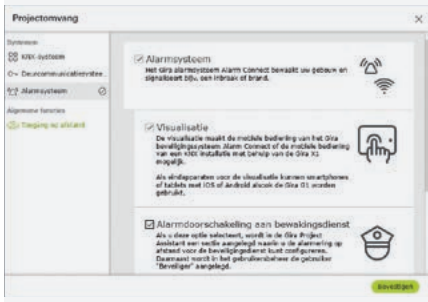 Projectomvang
Systemen
KNX-systeem
Deurcommunicatiesystee...
Alarmsysteem
Algemene functies
Toegang op afstand
Alarmsysteem
Het Gira alarmsysteem Alarm Connect bewaakt uw gebouw en
signaleert bijv. een inbraak of brand.
Visualisatie
De visualisatie maakt de mobiele bediening van het Gira
beveiligingssysteem Alarm Connect of de mobiele bediening
van een KNX installatie met behulp van de Gira X1
mogelijk.
Als eindapparaten voor de visualisatie kunnen smartphones
of tablets met iOS of Android alsook de Gira G1 worden
gebruikt.
Alarmdoorschakeling aan bewakingsdienst
Als u deze optie selecteert, wordt in de Gira Project
Assistant een sectie aangelegd waarin u de alarmering op
afstand voor de beveiligingsdienst kunt configureren.
Daarnaast wordt in het gebruikersbeheer de gebruiker
"Beveiliger" aangelegd.
Bevestigen